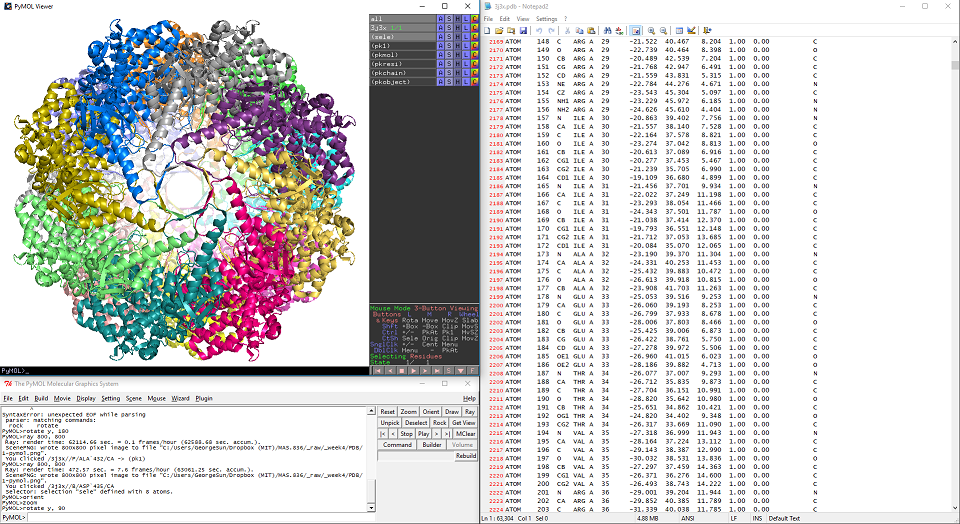 PyMOL Viewer
all A S H L C
3j3x 1/1 A S H L C
(sele) A S H L C
(pk1) A S H L C
(pkmol) A S H L C
(pkresi) A S H L C
(pkchain) A S H L C
(pkobject) A S H L C
Mouse Mode 3-Button Viewing
Buttons L M R Wheel
& Keys Rota Move MovZ Slab
Shft +Box -Box Clip MovS
Ctrl +/- PkAt Pk1 MvSZ
CtSh Sele Orig Clip MovZ
SnglClk +/- Cent Menu
DblClk Menu - PkAt
Selecting Residues
State 1/ 1
PyMOL>_
S F
The PyMOL Molecular Graphics System
File Edit Build Movie Display Setting Scene Mouse Wizard Plugin
SyntaxError: unexpected EOF while parsing
parser: matching commands:
rock rotate
PyMOL>rotate y, 180
PyMOL>ray 800, 800
Ray: render time: 62114.66 sec. = 0.1 frames/hour (62588.68 sec. accum.).
ScenePNG: wrote 800x800 pixel image to file "C:/Users/GeorgeSun/Dropbox (MIT)/MAS.836/_raw/_week4/PDB/
1-pymol.png".
You clicked /3j3x//P/ALA`432/CA -> (pk1)
PyMOL>ray 800, 800
Ray: render time: 472.57 sec. = 7.6 frames/hour (63061.25 sec. accum.).
ScenePNG: wrote 800x800 pixel image to file "C:/Users/GeorgeSun/Dropbox (MIT)/MAS.836/_raw/_week4/PDB/
1-pymol.png".
You clicked /3j3x//B/ASP`435/CA
Selector: selection "sele" defined with 8 atoms.
PyMOL>orient
PyMOL>zoom
PyMOL>rotate y, 90
PyMOL>
Reset Zoom Orient Draw Ray
Unpick Deselect Rock Get View
|< < Stop Play > >| MClear
Command Builder Volume
Rebuild
3j3x.pdb - Notepad2
File Edit View Settings ?
2169 ATOM 148 C ARG A 29 -21.522 40.467 8.204 1.00 0.00 C
2170 ATOM 149 O ARG A 29 -22.739 40.464 8.398 1.00 0.00 O
2171 ATOM 150 CB ARG A 29 -20.489 42.539 7.454 1.00 0.00 C
2172 ATOM 151 CG ARG A 29 -21.768 42.947 6.491 1.00 0.00 C
2173 ATOM 152 CD ARG A 29 -21.559 43.831 5.315 1.00 0.00 C
2174 ATOM 153 NE ARG A 29 -22.784 44.276 4.671 1.00 0.00 N
2175 ATOM 154 CZ ARG A 29 -23.543 45.304 5.097 1.00 0.00 C
2176 ATOM 155 NH1 ARG A 29 -23.229 45.972 6.185 1.00 0.00 N
2177 ATOM 156 NH2 ARG A 29 -24.626 45.610 4.404 1.00 0.00 N
2178 ATOM 157 N ILE A 30 -20.863 39.402 7.756 1.00 0.00 N
2179 ATOM 158 CA ILE A 30 -21.557 38.140 7.528 1.00 0.00 C
2180 ATOM 159 C ILE A 30 -22.164 37.578 8.821 1.00 0.00 C
2181 ATOM 160 O ILE A 30 -23.274 37.042 8.813 1.00 0.00 O
2182 ATOM 161 CB ILE A 30 -20.613 37.089 6.916 1.00 0.00 C
2183 ATOM 162 CG1 ILE A 30 -20.277 37.453 5.467 1.00 0.00 C
2184 ATOM 163 CG2 ILE A 30 -21.239 35.705 6.990 1.00 0.00 C
2185 ATOM 164 CD1 ILE A 30 -19.109 36.680 4.899 1.00 0.00 C
2186 ATOM 165 N ILE A 31 -21.456 37.701 9.934 1.00 0.00 N
2187 ATOM 166 CA ILE A 31 -22.022 37.249 11.198 1.00 0.00 C
2188 ATOM 167 C ILE A 31 -23.293 38.054 11.466 1.00 0.00 C
2189 ATOM 168 O ILE A 31 -24.343 37.501 11.787 1.00 0.00 O
2190 ATOM 169 CB ILE A 31 -21.038 37.414 12.370 1.00 0.00 C
2191 ATOM 170 CG1 ILE A 31 -19.793 36.551 12.148 1.00 0.00 C
2192 ATOM 171 CG2 ILE A 31 -21.712 37.053 13.685 1.00 0.00 C
2193 ATOM 172 CD1 ILE A 31 -20.084 35.070 12.065 1.00 0.00 C
2194 ATOM 173 N ALA A 32 -23.190 39.370 11.304 1.00 0.00 N
2195 ATOM 174 CA ALA A 32 -24.331 40.253 11.453 1.00 0.00 C
2196 ATOM 175 C ALA A 32 -25.432 39.883 10.472 1.00 0.00 C
2197 ATOM 176 O ALA A 32 -26.613 39.918 10.815 1.00 0.00 O
2198 ATOM 177 CB ALA A 32 -23.908 41.703 11.263 1.00 0.00 C
2199 ATOM 178 N GLU A 33 -25.053 39.516 9.253 1.00 0.00 N
2200 ATOM 179 CA GLU A 33 -26.060 39.193 8.253 1.00 0.00 C
2201 ATOM 180 C GLU A 33 -26.799 37.933 8.678 1.00 0.00 C
2202 ATOM 181 O GLU A 33 -28.006 37.803 8.466 1.00 0.00 O
2203 ATOM 182 CB GLU A 33 -25.425 39.006 6.873 1.00 0.00 C
2204 ATOM 183 CG GLU A 33 -26.422 38.761 5.750 1.00 0.00 C
2205 ATOM 184 CD GLU A 33 -27.278 39.972 5.506 1.00 0.00 C
2206 ATOM 185 OE1 GLU A 33 -26.960 41.015 6.023 1.00 0.00 O
2207 ATOM 186 OE2 GLU A 33 -28.186 39.882 4.713 1.00 0.00 O
2208 ATOM 187 N THR A 34 -26.077 37.007 9.293 1.00 0.00 N
2209 ATOM 188 CA THR A 34 -26.712 35.835 9.873 1.00 0.00 C
2210 ATOM 189 C THR A 34 -27.704 36.151 10.991 1.00 0.00 C
2211 ATOM 190 O THR A 34 -28.820 35.642 10.980 1.00 0.00 O
2212 ATOM 191 CB THR A 34 -25.651 34.862 10.421 1.00 0.00 C
2213 ATOM 192 OG1 THR A 34 -24.820 34.402 9.348 1.00 0.00 O
2214 ATOM 193 CG2 THR A 34 -26.317 33.669 11.090 1.00 0.00 C
2215 ATOM 194 N VAL A 35 -27.318 36.999 11.943 1.00 0.00 N
2216 ATOM 195 CA VAL A 35 -28.164 37.224 13.112 1.00 0.00 C
2217 ATOM 196 C VAL A 35 -29.143 38.387 12.990 1.00 0.00 C
2218 ATOM 197 O VAL A 35 -30.032 38.531 13.836 1.00 0.00 O
2219 ATOM 198 CB VAL A 35 -27.297 37.459 14.363 1.00 0.00 C
2220 ATOM 199 CG1 VAL A 35 -26.371 36.276 14.600 1.00 0.00 C
2221 ATOM 200 CG2 VAL A 35 -26.493 38.743 14.222 1.00 0.00 C
2222 ATOM 201 N ARG A 36 -29.001 39.204 11.944 1.00 0.00 N
2223 ATOM 202 CA ARG A 36 -29.852 40.385 11.789 1.00 0.00 C
2224 ATOM 203 C ARG A 36 -31.339 40.038 11.785 1.00 0.00 C
Ln 1 : 63,304 Col 1 Sel 0 4.88 MB ANSI LF INS Default Text